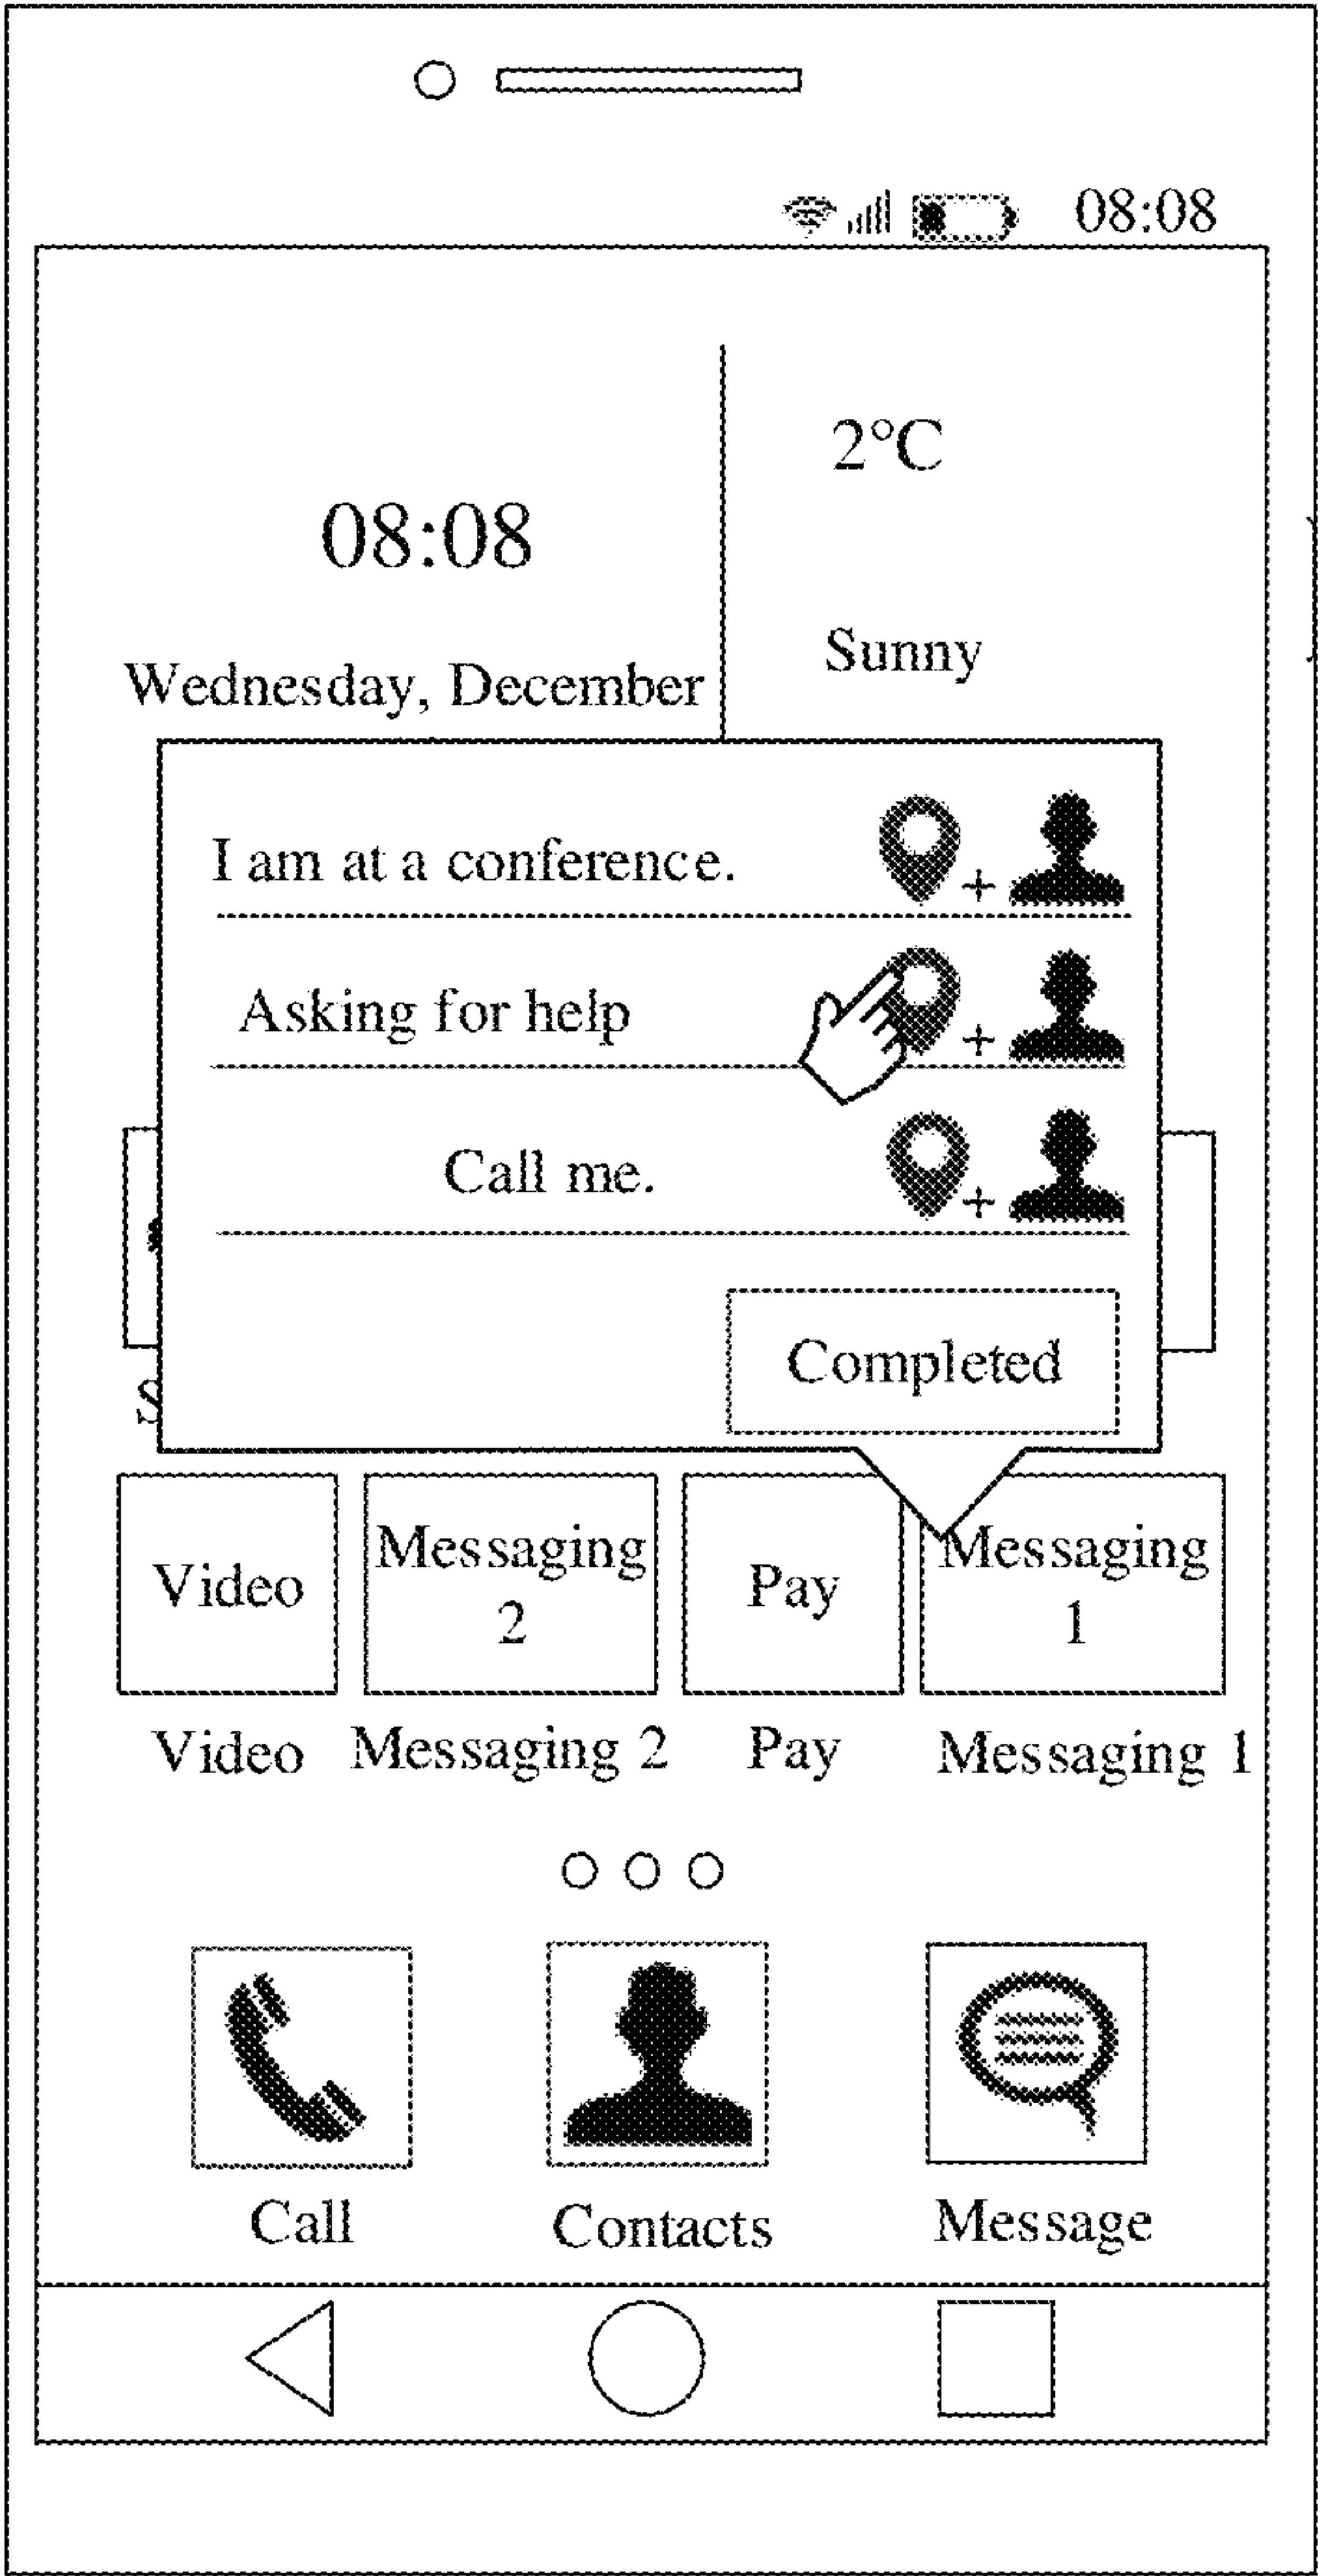 08:08
2°C
08:08
Sunny
Wednesday, December
I am at a conference.
+
Asking for help
+
Call me.
+
Completed
S
Video
Messaging
2
Pay
Messaging
1
Video
Messaging 2
Pay
Messaging 1
Call
Contacts
Message